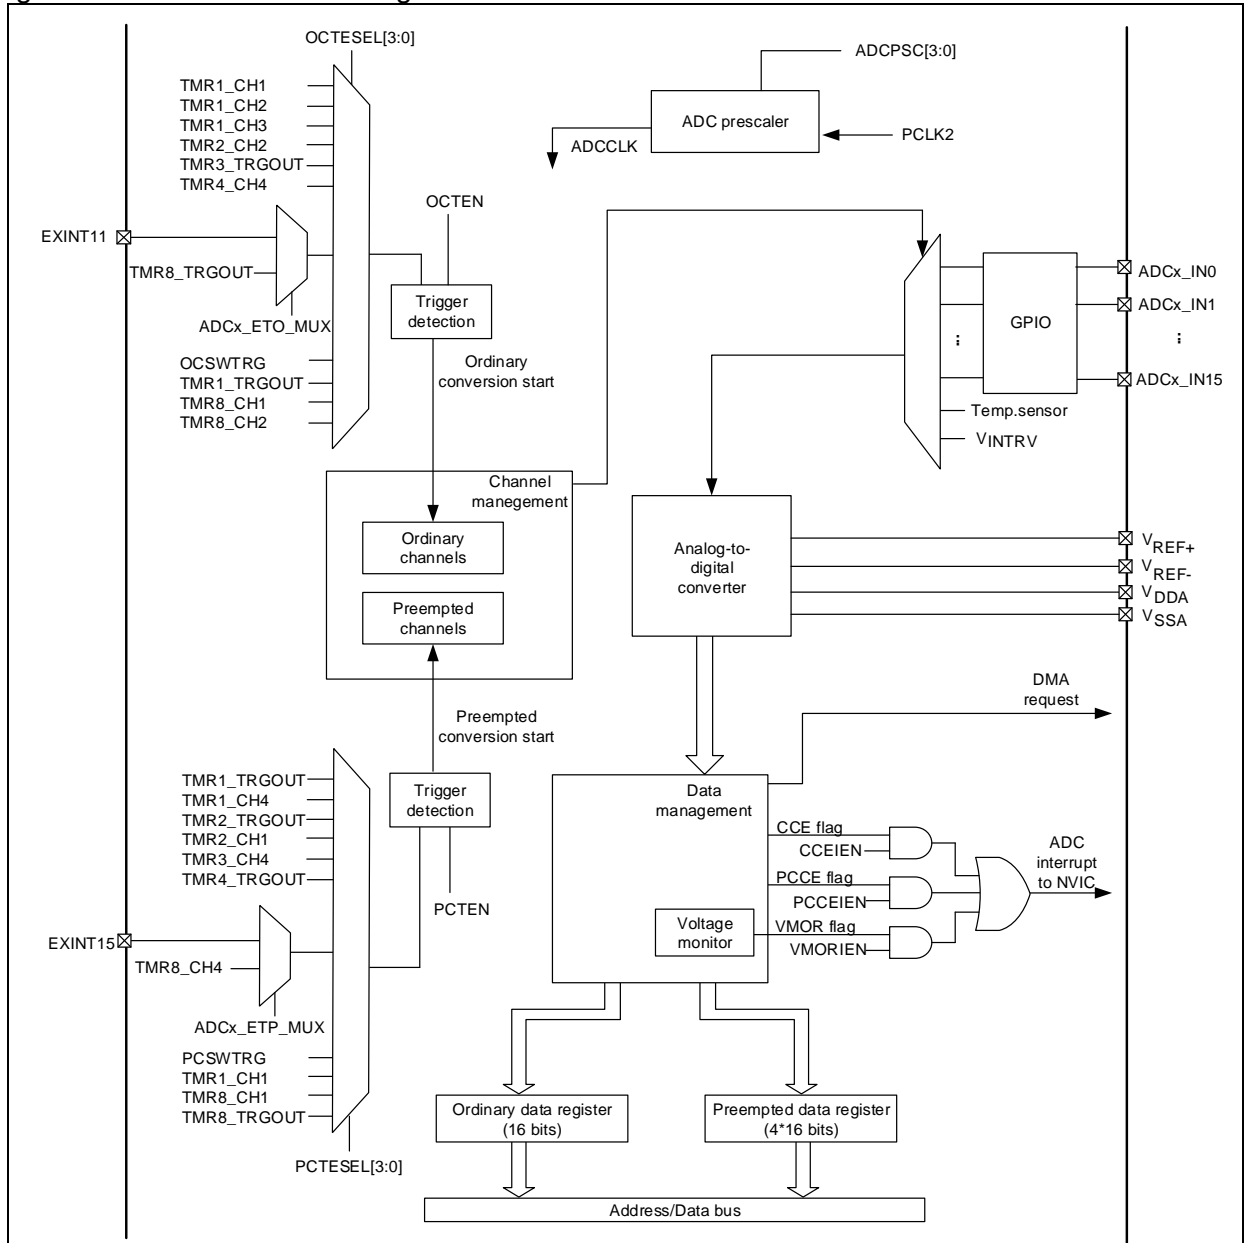 OCTESEL[3:0]
TMR1_CH1
TMR1_CH2
TMR1_CH3
TMR2_CH2
TMR3_TRGOUT
TMR4_CH4
EXINT11
TMR8_TRGOUT
ADCx_ETO_MUX
OCSWTRG
TMR1_TRGOUT
TMR8_CH1
TMR8_CH2
OCTEN
Trigger
detection
Ordinary
conversion start
ADCPSC[3:0]
ADC prescaler
PCLK2
ADCCLK
GPIO
ADCx_IN0
ADCx_IN1
...
...
ADCx_IN15
Temp.sensor
VINTRV
Channel
manegement
Ordinary
channels
Preempted
channels
Analog-to-
digital
converter
VREF+
VREF-
VDDA
VSSA
DMA
request
Preempted
conversion start
TMR1_TRGOUT
TMR1_CH4
TMR2_TRGOUT
TMR2_CH1
TMR3_CH4
TMR4_TRGOUT
EXINT15
TMR8_CH4
ADCx_ETP_MUX
PCSWTRG
TMR1_CH1
TMR8_CH1
TMR8_TRGOUT
PCTESEL[3:0]
Trigger
detection
PCTEN
Data
management
Voltage
monitor
CCE flag
CCEIEN
PCCE flag
PCCEIEN
VMOR flag
VMORIEN
ADC
interrupt
to NVIC
Ordinary data register
(16 bits)
Preempted data register
(4*16 bits)
Address/Data bus